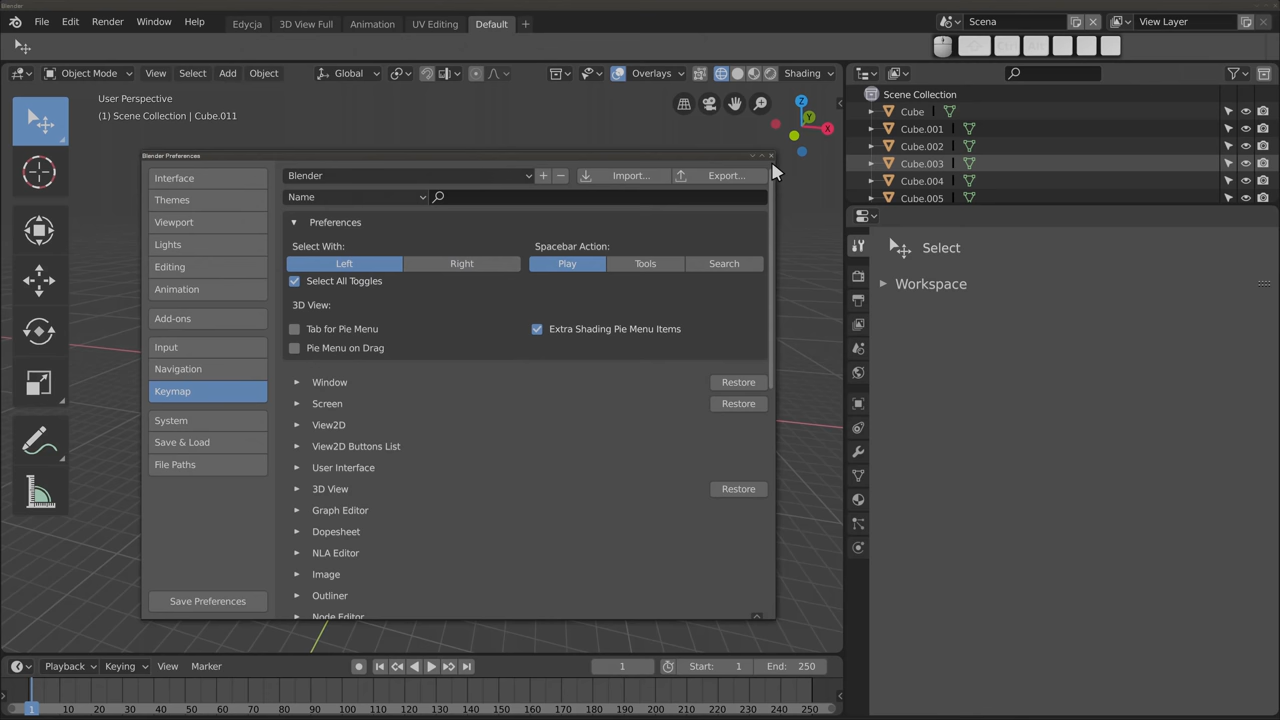 Blender
File Edit Render Window Help
Edycja 3D View Full Animation UV Editing Default
Scena View Layer
Object Mode View Select Add Object Global Overlays Shading
User Perspective
(1) Scene Collection | Cube.011
Z
Y
X
Scene Collection
Cube
Cube.001
Cube.002
Cube.003
Cube.004
Cube.005
Select
Workspace
Blender Preferences
Interface
Themes
Viewport
Lights
Editing
Animation
Add-ons
Input
Navigation
Keymap
System
Save & Load
File Paths
Save Preferences
Blender Import... Export...
Name
Preferences
Select With: Spacebar Action:
Left Right Play Tools Search
Select All Toggles
3D View:
Tab for Pie Menu Extra Shading Pie Menu Items
Pie Menu on Drag
Window Restore
Screen Restore
View2D
View2D Buttons List
User Interface
3D View Restore
Graph Editor
Dopesheet
NLA Editor
Image
Outliner
Node Editor
Playback Keying View Marker 1 Start: 1 End: 250
1 10 20 30 40 50 60 70 80 90 100 110 120 130 140 150 160 170 180 190 200 210 220 230 240 250